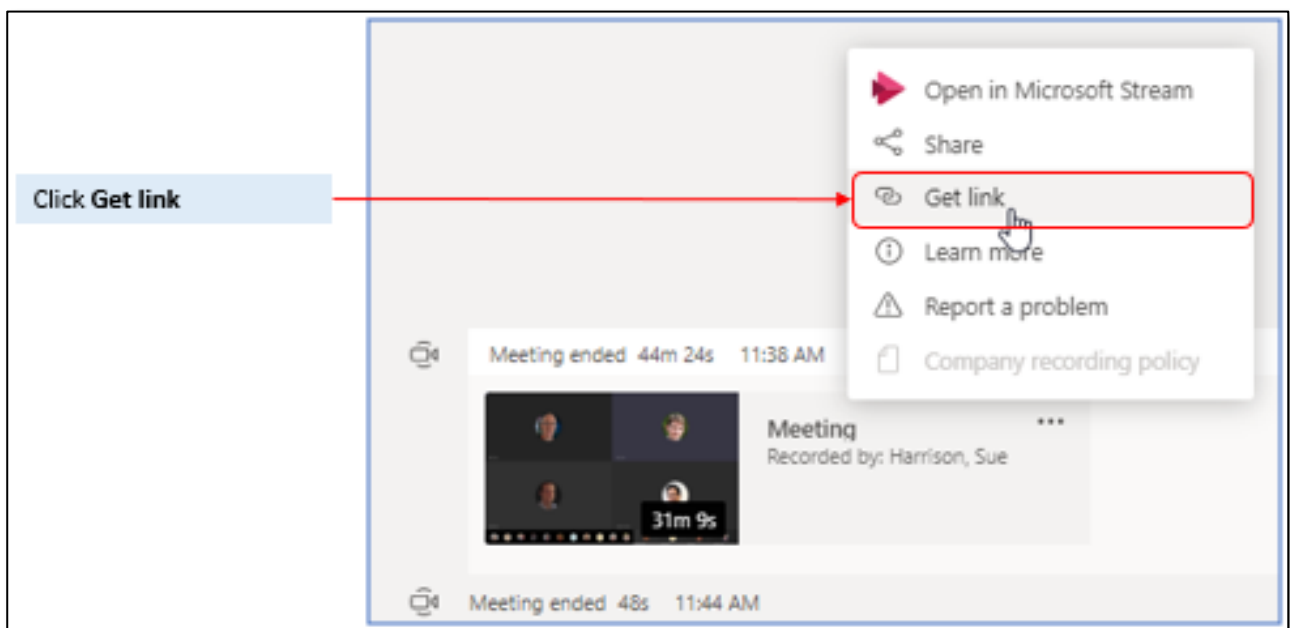 Open in Microsoft Stream
Share
Click Get link
Get link
Learn more
Report a problem
Company recording policy
Meeting ended 44m 24s 11:38 AM
Meeting
Recorded by: Harrison, Sue
31m 9s
Meeting ended 48s 11:44 AM